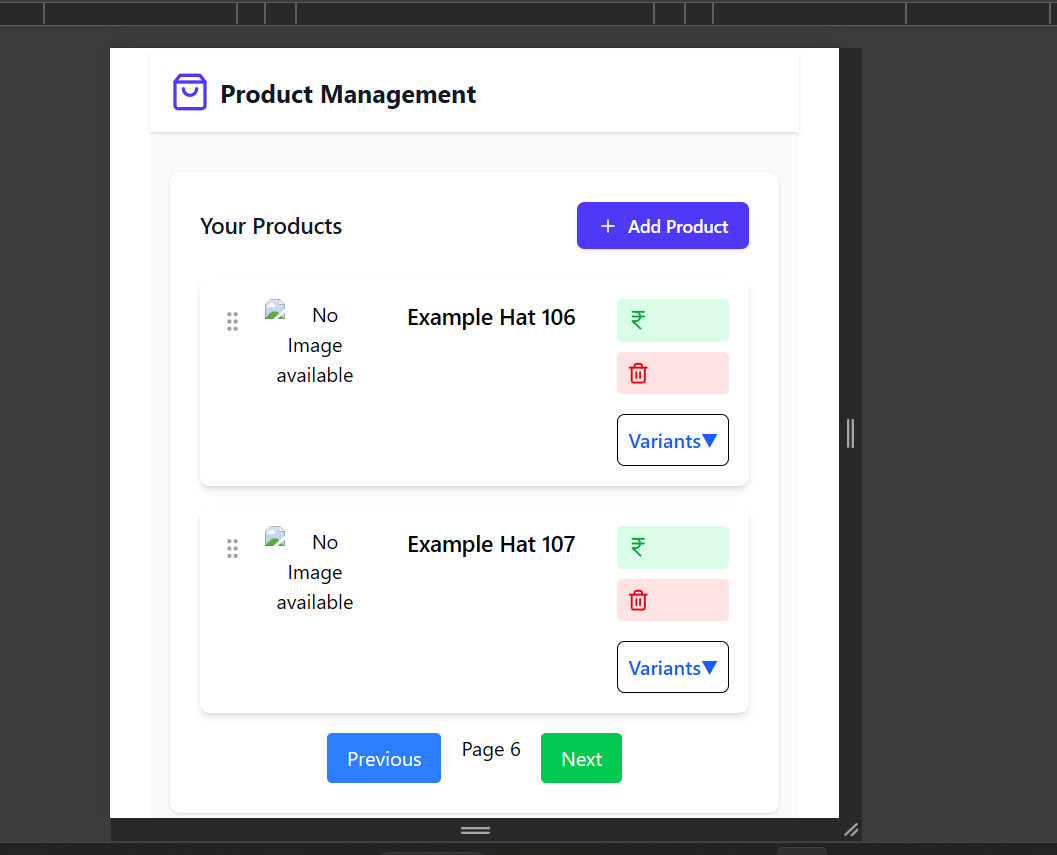 Product Management
Your Products
+ Add Product
No
Image
available
Example Hat 106
₹
Variants▼
No
Image
available
Example Hat 107
₹
Variants▼
Previous
Page 6
Next